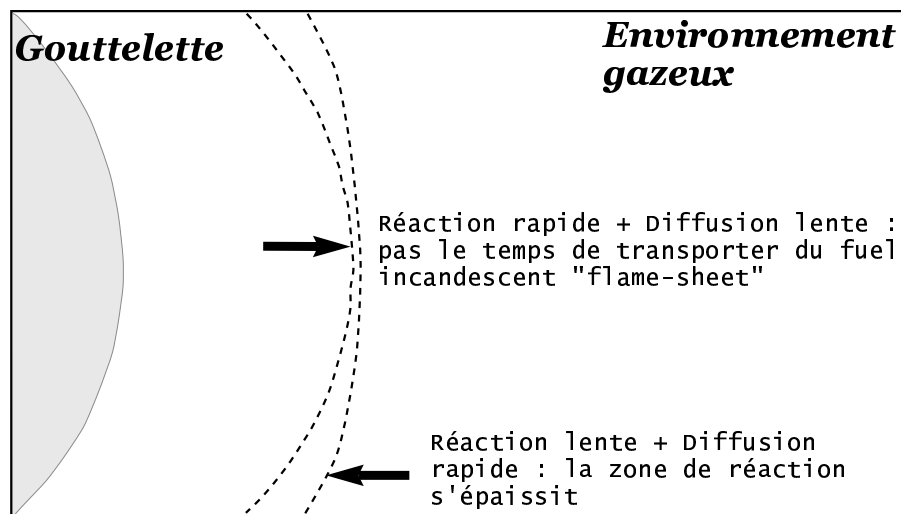 Gouttelette
Environnement
gazeux
Réaction rapide + Diffusion lente :
pas le temps de transporter du fuel
incandescent "flame-sheet"
Réaction lente + Diffusion
rapide : la zone de réaction
s'épaissit